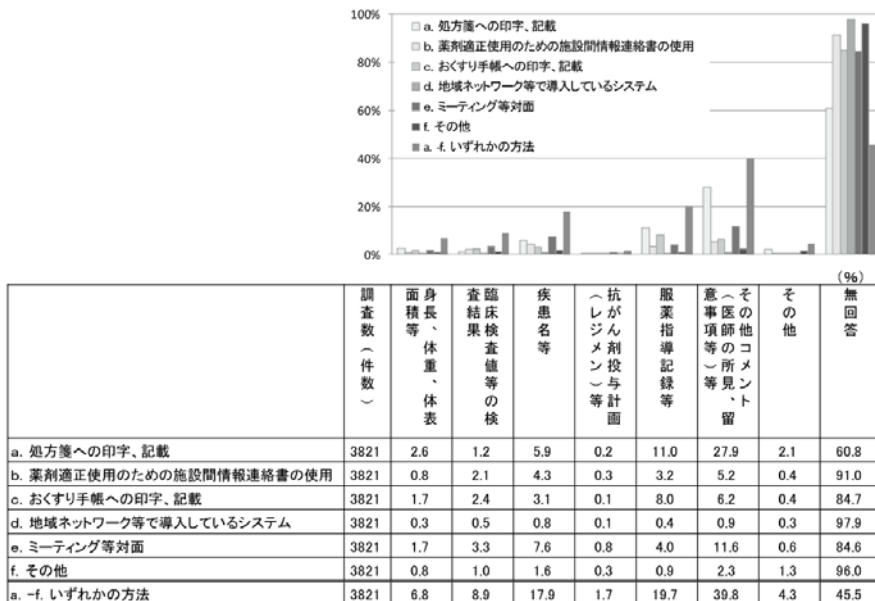 100%
80%
60%
40%
20%
0%
a. 処方箋への印字、記載
b. 薬剤適正使用のための施設間情報連絡書の使用
c. おくすり手帳への印字、記載
d. 地域ネットワーク等で導入しているシステム
e. ミーティング等対面
f. その他
a. -f. いずれかの方法
(%)
調査数(件数)
身長、体重、体表
面積等
臨床検査値等の検
査結果
疾患名等
抗がん剤投与計画
(レジメン)等
服薬指導記録等
その他コメント
(医師の所見、留
意事項等)等
その他
無回答
a. 処方箋への印字、記載 3821 2.6 1.2 5.9 0.2 11.0 27.9 2.1 60.8
b. 薬剤適正使用のための施設間情報連絡書の使用 3821 0.8 2.1 4.3 0.3 3.2 5.2 0.4 91.0
c. おくすり手帳への印字、記載 3821 1.7 2.4 3.1 0.1 8.0 6.2 0.4 84.7
d. 地域ネットワーク等で導入しているシステム 3821 0.3 0.5 0.8 0.1 0.4 0.9 0.3 97.9
e. ミーティング等対面 3821 1.7 3.3 7.6 0.8 4.0 11.6 0.6 84.6
f. その他 3821 0.8 1.0 1.6 0.3 0.9 2.3 1.3 96.0
a. -f. いずれかの方法 3821 6.8 8.9 17.9 1.7 19.7 39.8 4.3 45.5